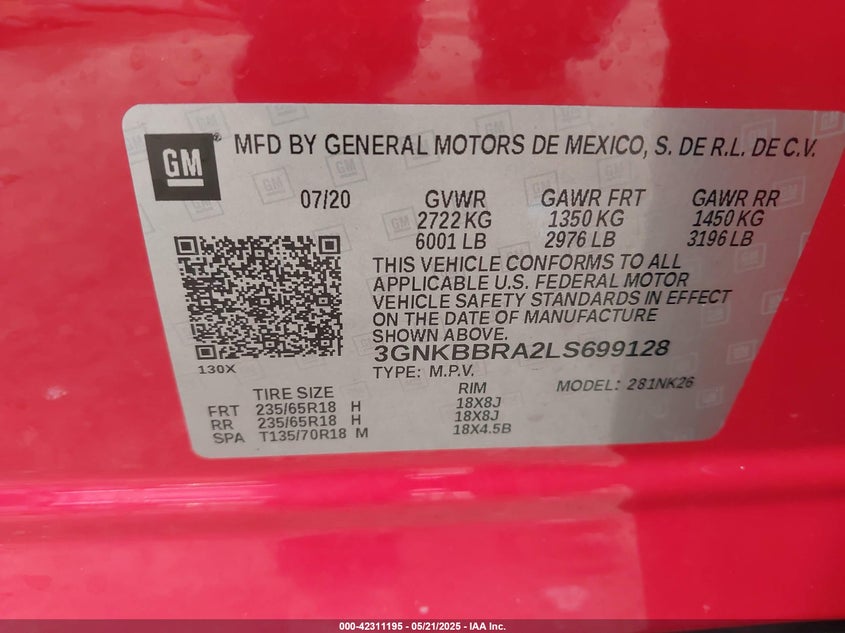 GM ® MFD BY GENERAL MOTORS DE MEXICO, S. DE R.L. DE C.V.
07/20 GVWR GAWR FRT GAWR RR
2722 KG 1350 KG 1450 KG
6001 LB 2976 LB 3196 LB
THIS VEHICLE CONFORMS TO ALL
APPLICABLE U.S. FEDERAL MOTOR
VEHICLE SAFETY STANDARDS IN EFFECT
ON THE DATE OF MANUFACTURE
SHOWN ABOVE.
3GNKBBRA2LS699128
130X TYPE: M.P.V. MODEL: 281NK26
TIRE SIZE RIM
FRT 235/65R18 H 18X8J
RR 235/65R18 H 18X8J
SPA T135/70R18 M 18X4.5B
000-42311195 - 05/21/2025 - IAA Inc.